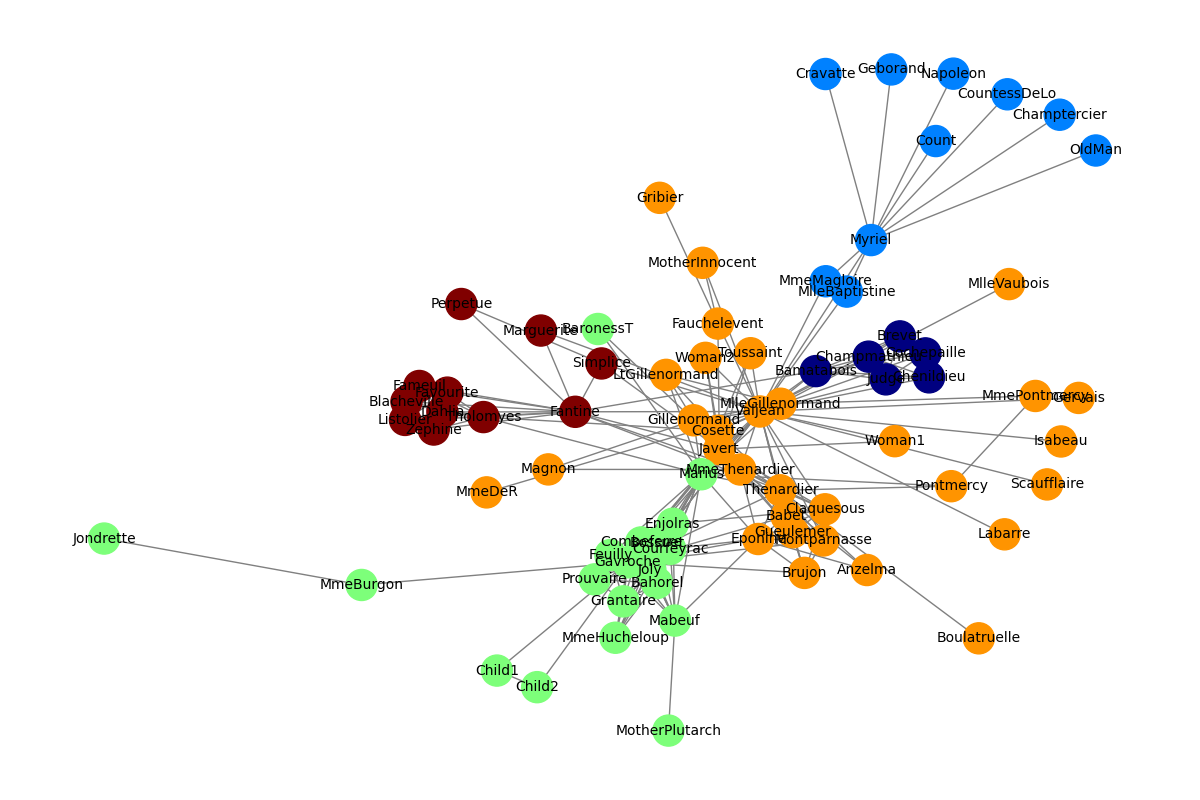 Cravatte
Geborand
Napoleon
CountessDeLo
Champtercier
Count
OldMan
Gribier
Myriel
MotherInnocent
MmeMagloire
MlleBaptistine
MlleVaubois
Perpetue
Marguerite
BaronessT
Fauchelevent
Brevet
Simplice
Woman2
Toussaint
Champmathieu
Cochepaille
LtGillenormand
Bamatabois
Judge
Chenildieu
Fameuil
Favourite
Blacheville
Dahlia
Listolier
Tholomyes
Zephine
Fantine
Gillenormand
MlleGillenormand
Valjean
MmePontmercy
Gervais
Cosette
Javert
Woman1
Isabeau
Magnon
Marius
MmeThenardier
MmeDeR
Thenardier
Pontmercy
Scaufflaire
Claquesous
Babet
Enjolras
Gueulemer
Labarre
Jondrette
Combeferre
Bossuet
Courfeyrac
Eponine
Montparnasse
Feuilly
Gavroche
Joly
Prouvaire
Bahorel
Brujon
Anzelma
MmeBurgon
Grantaire
Mabeuf
MmeHucheloup
Boulatruelle
Child1
Child2
MotherPlutarch